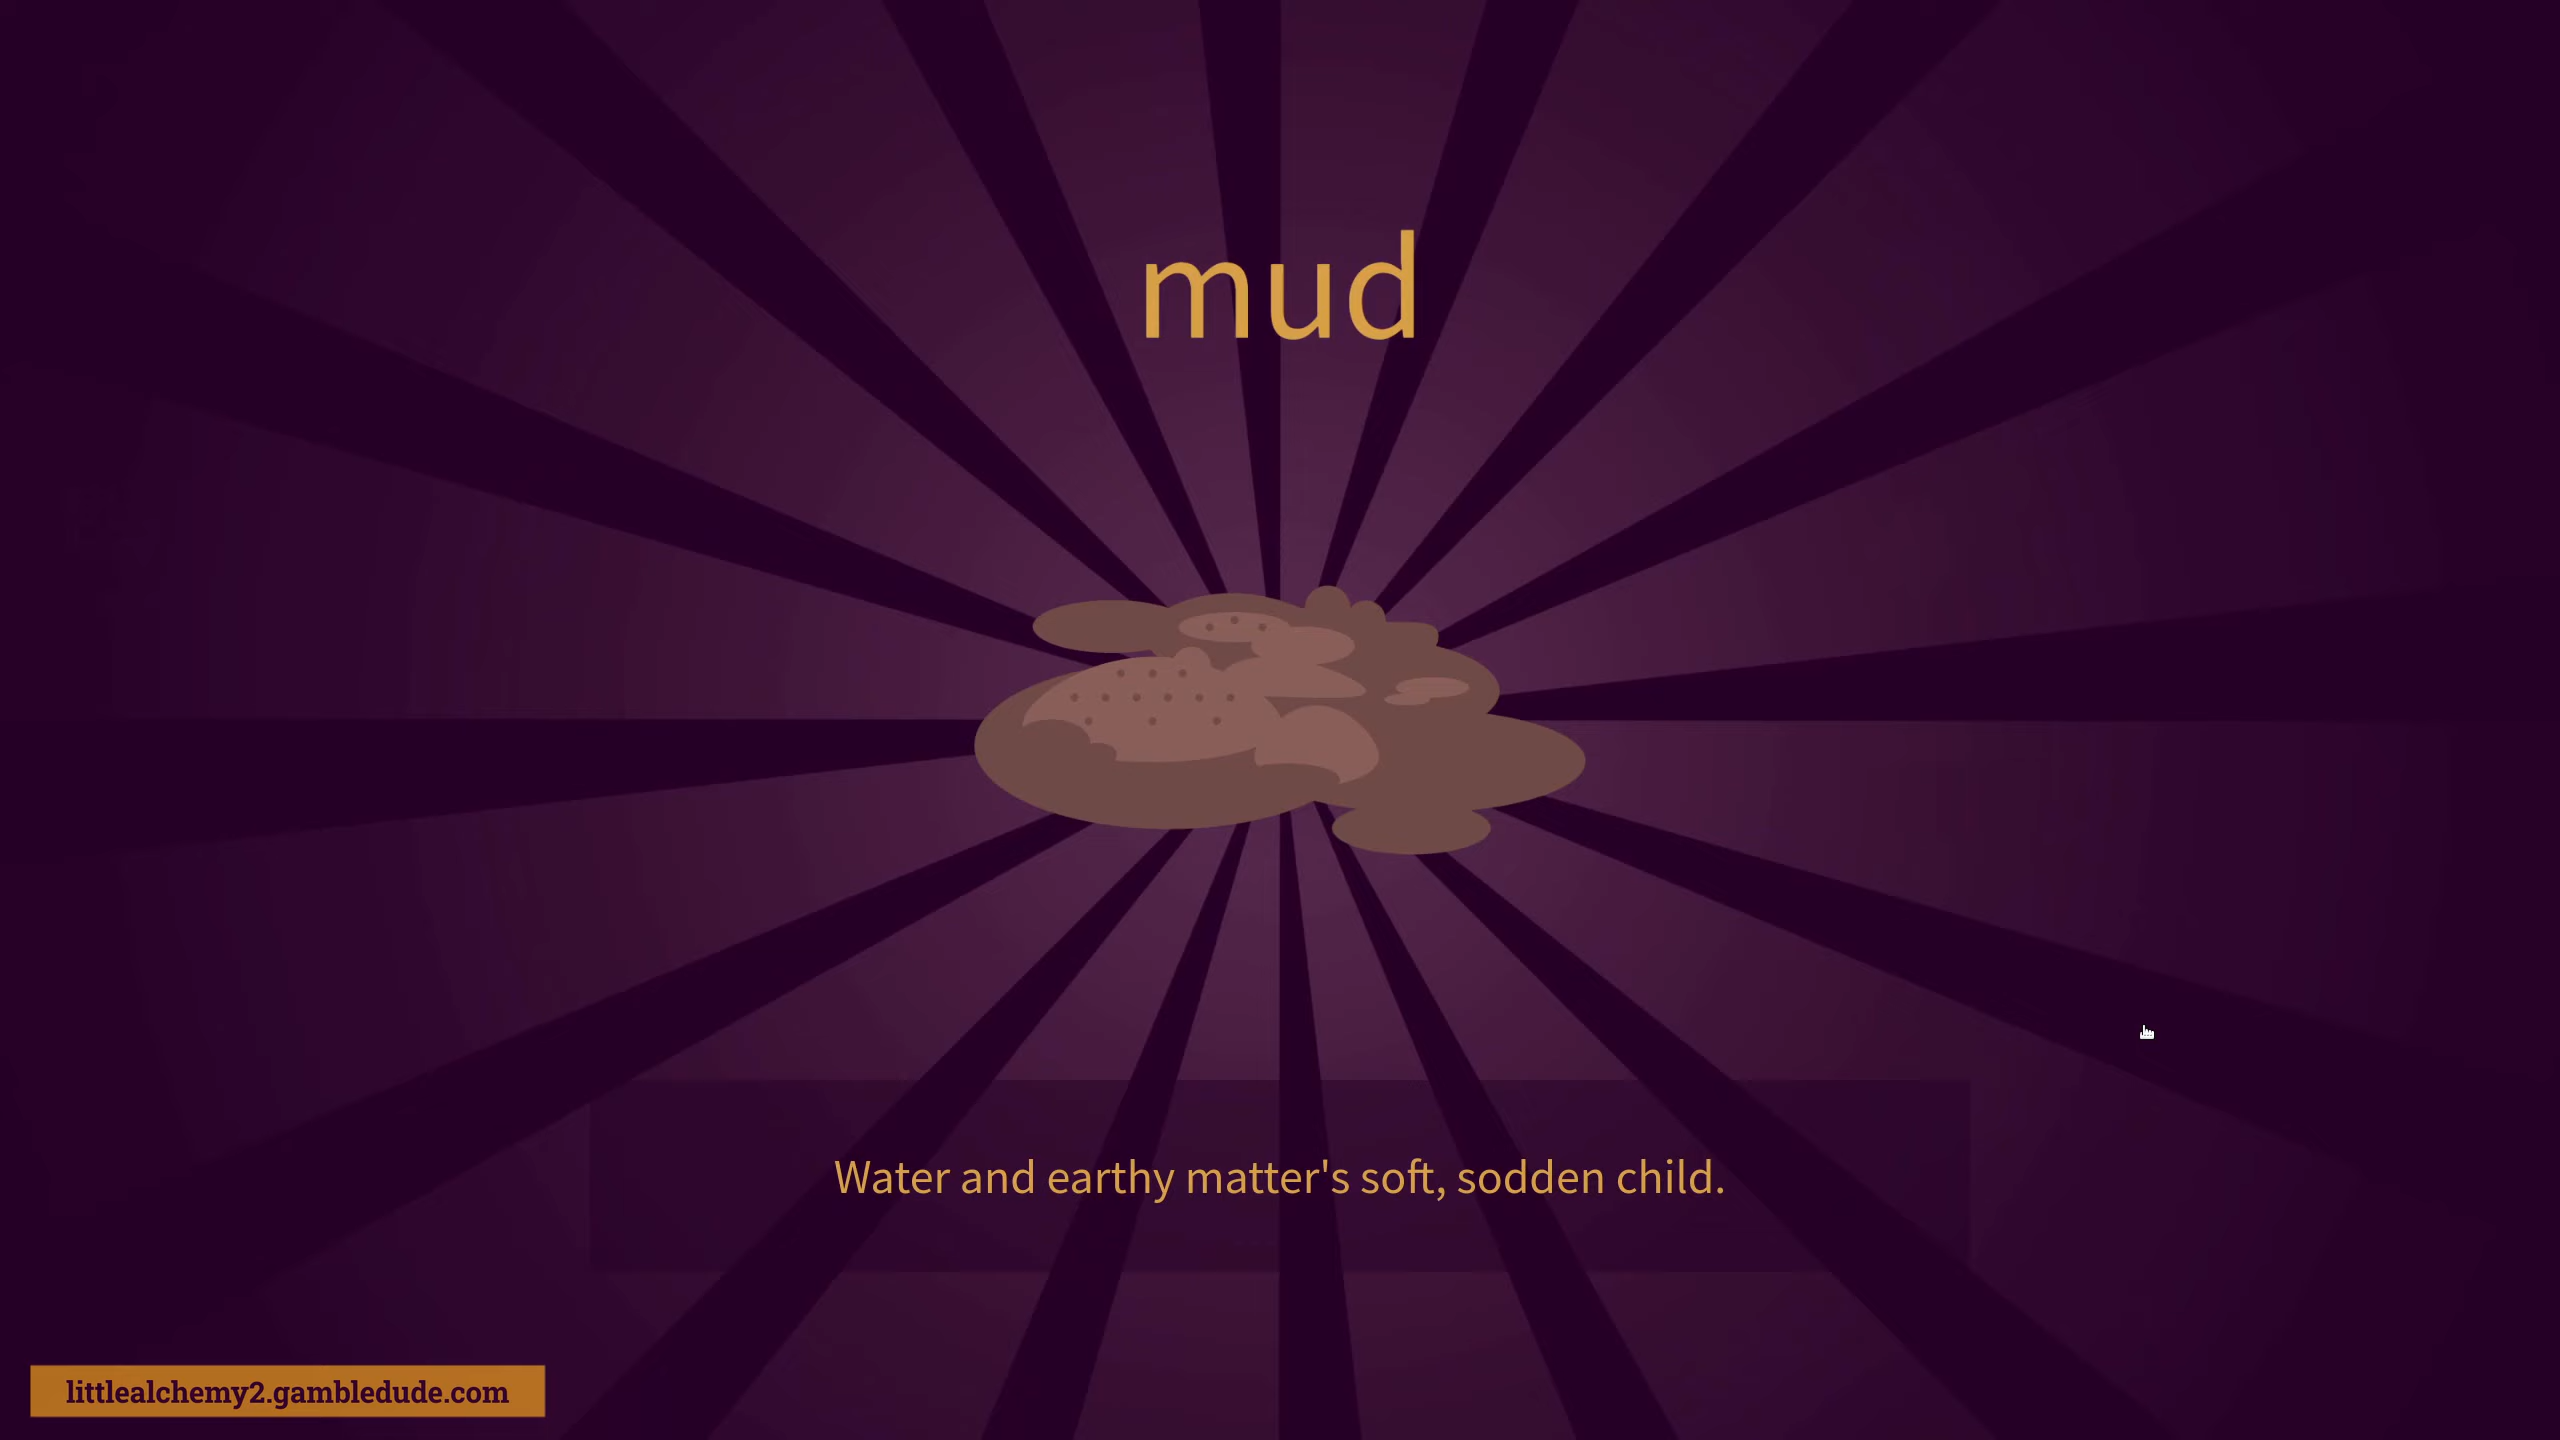 mud
Water and earthy matter's soft, sodden child.
littlealchemy2.gambledude.com